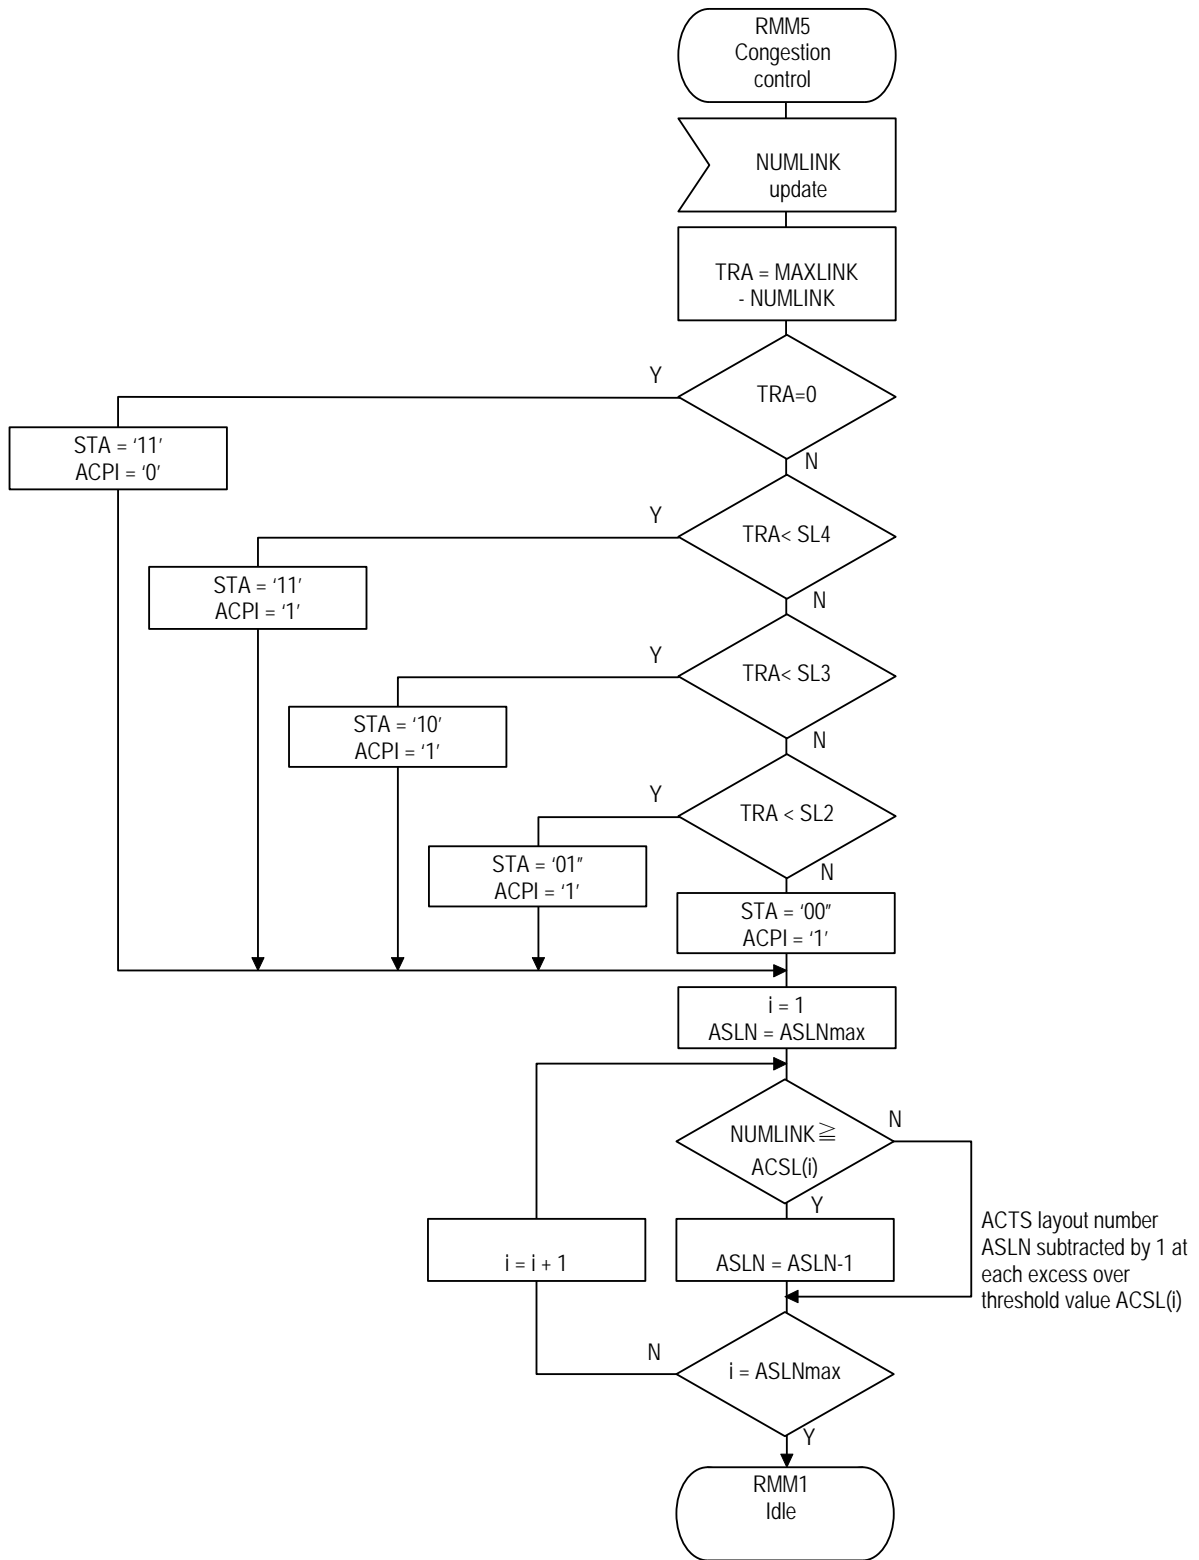 RMM5
Congestion
control
NUMLINK
update
TRA = MAXLINK
- NUMLINK
Y
TRA=0
STA = ‘11’
ACPI = ‘0’
N
Y
TRA< SL4
STA = ‘11’
ACPI = ‘1’
N
Y
TRA< SL3
STA = ‘10’
ACPI = ‘1’
N
Y
TRA < SL2
STA = ‘01”
ACPI = ‘1’
N
STA = ‘00”
ACPI = ‘1’
i = 1
ASLN = ASLNmax
NUMLINK≧
ACSL(i)
N
Y
i = i + 1
ASLN = ASLN-1
ACTS layout number
ASLN subtracted by 1 at
each excess over
threshold value ACSL(i)
N
i = ASLNmax
Y
RMM1
Idle